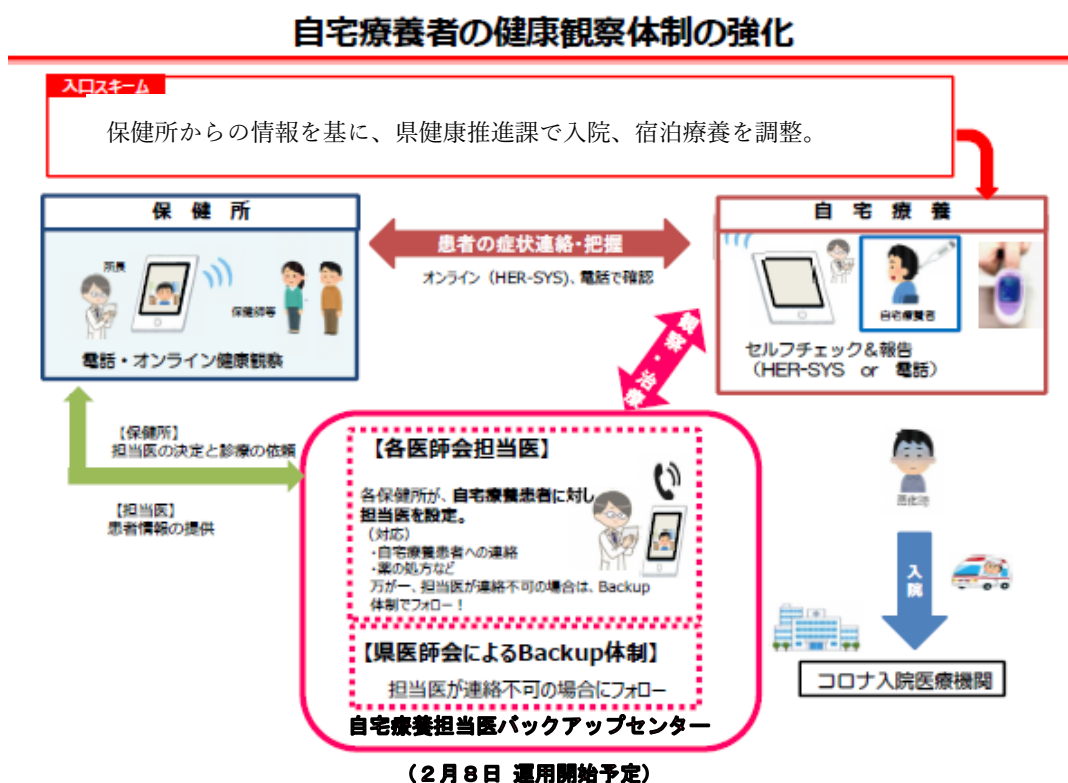 自宅療養者の健康観察体制の強化
入口スキーム
保健所からの情報を基に、県健康推進課で入院、宿泊療養を調整。
保健所
所長
保健師等
電話・オンライン健康観察
患者の症状連絡・把握
オンライン（HER-SYS）、電話で確認
自宅療養
自宅療養者
セルフチェック＆報告
（HER-SYS or 電話）
観察・治療
【保健所】
担当医の決定と診療の依頼
【担当医】
患者情報の提供
【各医師会担当医】
各保健所が、自宅療養患者に対し
担当医を設定。
（対応）
・自宅療養患者への連絡
・薬の処方など
万が一、担当医が連絡不可の場合は、Backup
体制でフォロー！
【県医師会によるBackup体制】
担当医が連絡不可の場合にフォロー
自宅療養担当医バックアップセンター
（２月８日 運用開始予定）
悪化時
入院
コロナ入院医療機関